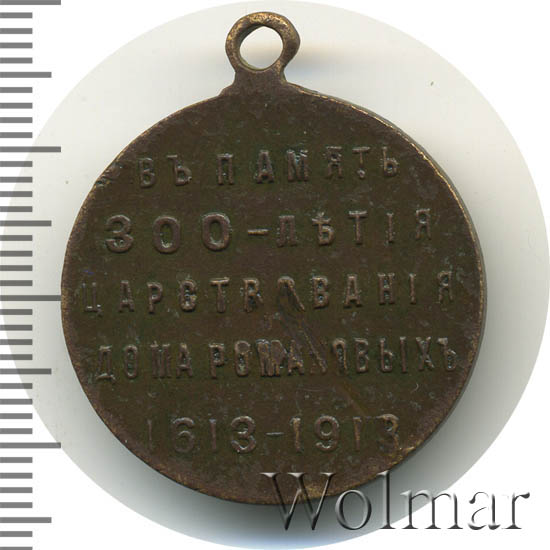 ВЪ ПАМЯТЬ
300-ЛѢТІЯ
ЦАРСТВОВАНІЯ
ДОМА РОМАНОВЫХЪ
1613-1913
Wolmar